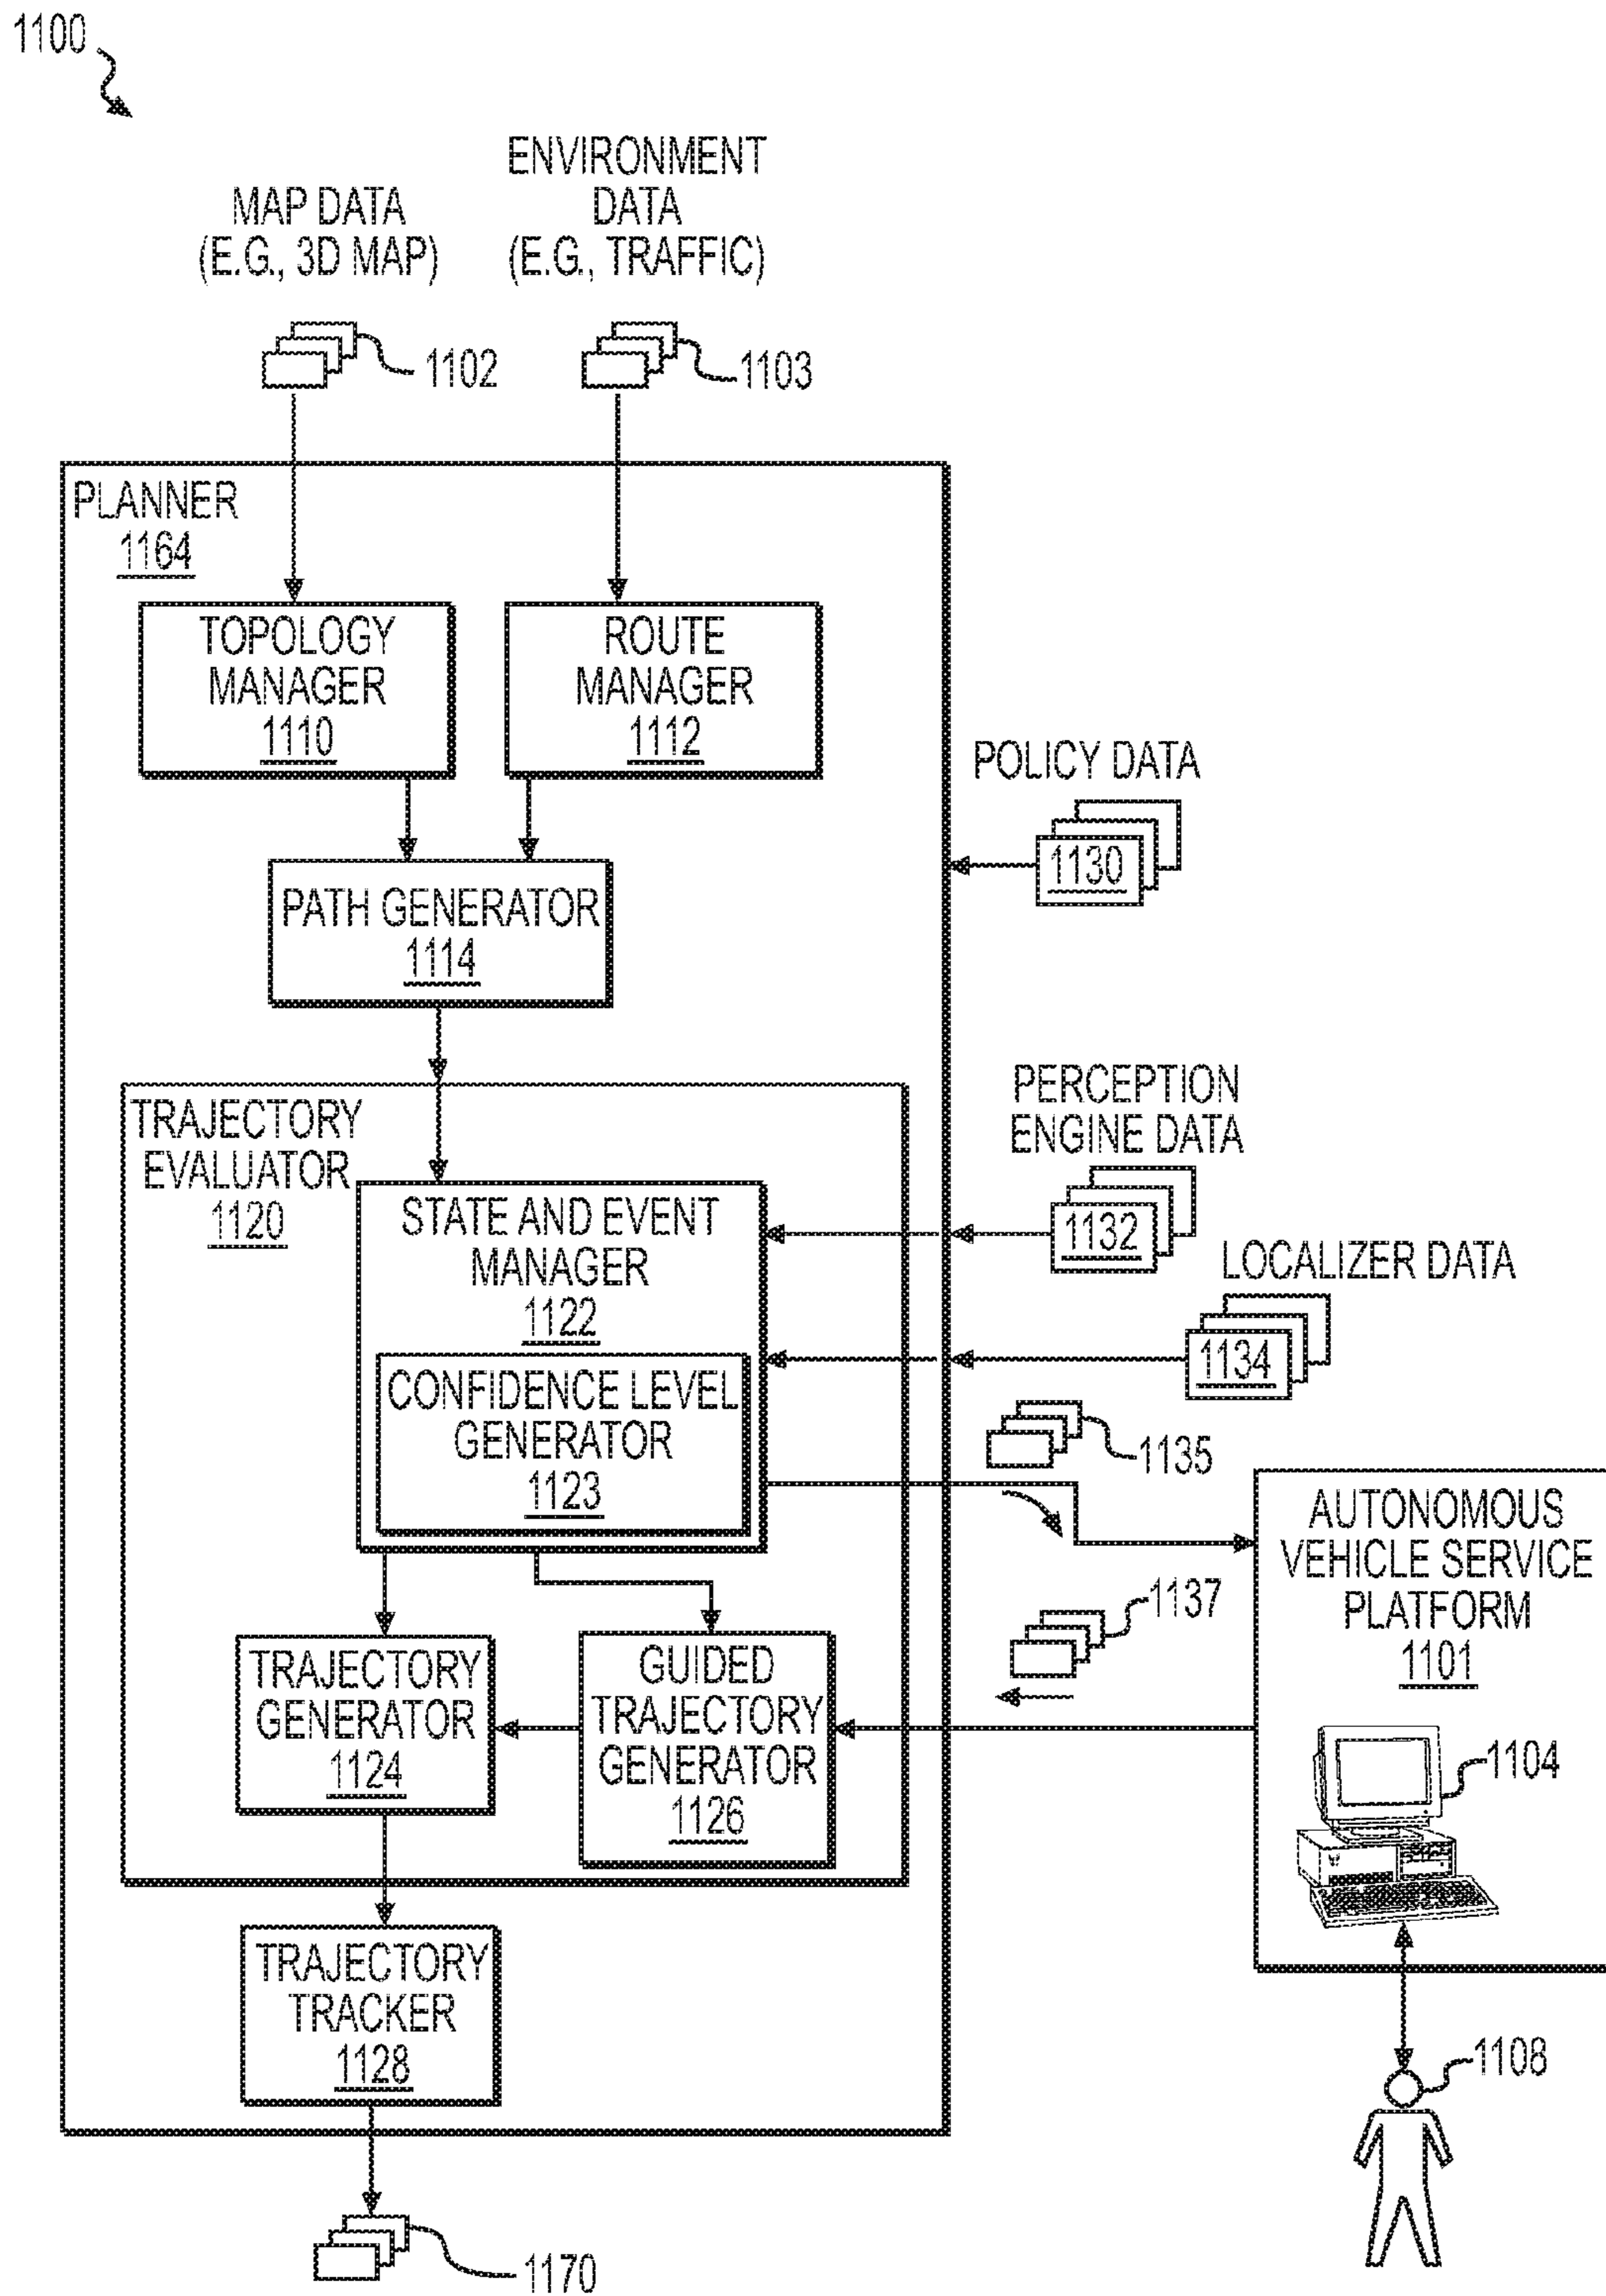 1100
MAP DATA
(E.G., 3D MAP)
ENVIRONMENT
DATA
(E.G., TRAFFIC)
1102
1103
PLANNER
1164
TOPOLOGY
MANAGER
1110
ROUTE
MANAGER
1112
POLICY DATA
1130
PATH GENERATOR
1114
TRAJECTORY
EVALUATOR
1120
PERCEPTION
ENGINE DATA
1132
STATE AND EVENT
MANAGER
1122
LOCALIZER DATA
1134
CONFIDENCE LEVEL
GENERATOR
1123
1135
AUTONOMOUS
VEHICLE SERVICE
PLATFORM
1101
1137
TRAJECTORY
GENERATOR
1124
GUIDED
TRAJECTORY
GENERATOR
1126
1104
TRAJECTORY
TRACKER
1128
1108
1170